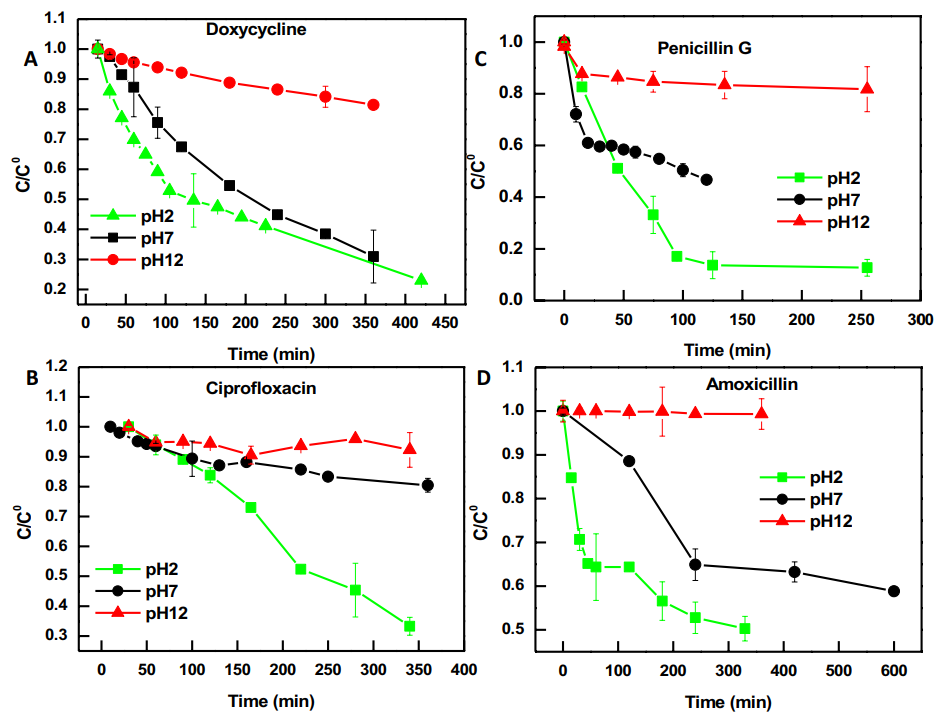 A
Doxycycline
1.1
1.0
0.9
0.8
0.7
0.6
0.5
0.4
0.3
0.2
C/C⁰
pH2
pH7
pH12
0 50 100 150 200 250 300 350 400 450
Time (min)
C
Penicillin G
1.0
0.8
0.6
0.4
0.2
0.0
C/C⁰
pH2
pH7
pH12
0 50 100 150 200 250 300
Time (min)
B
Ciprofloxacin
1.2
1.1
1.0
0.9
0.8
0.7
0.6
0.5
0.4
0.3
C/C⁰
pH2
pH7
pH12
0 50 100 150 200 250 300 350 400
Time (min)
D
Amoxicillin
1.1
1.0
0.9
0.8
0.7
0.6
0.5
C/C⁰
pH2
pH7
pH12
0 100 200 300 400 500 600
Time (min)